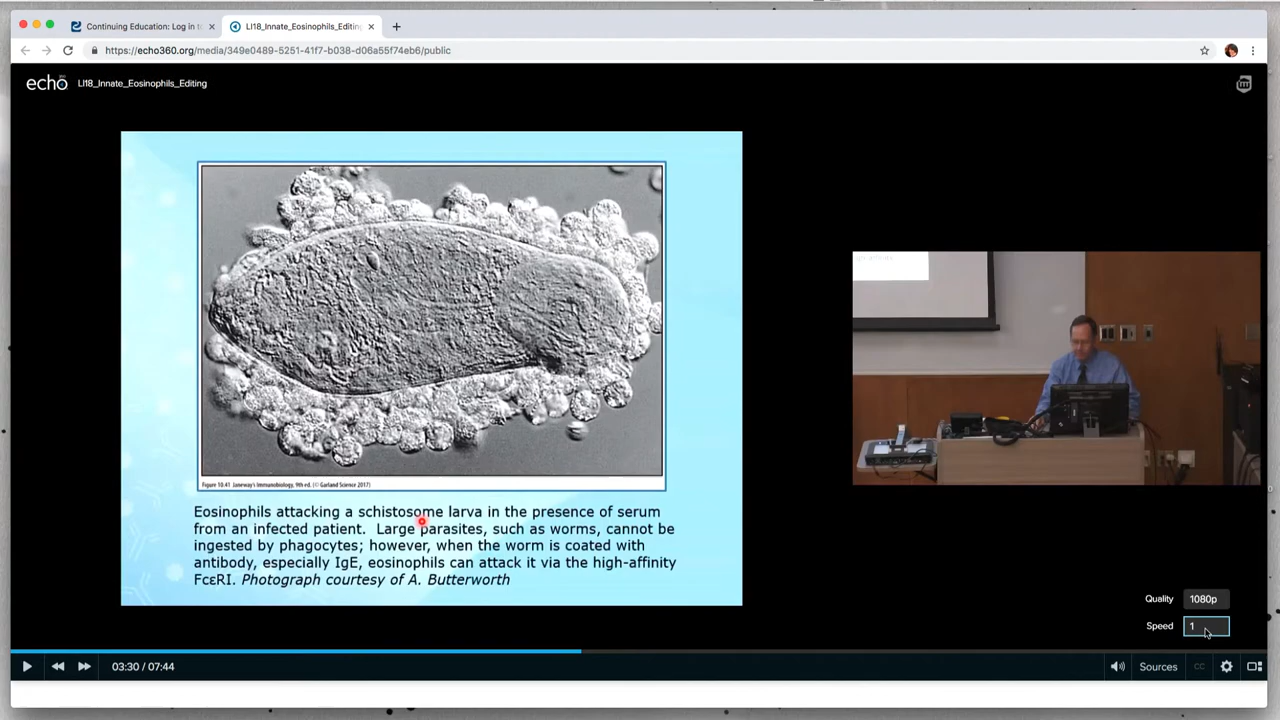 Continuing Education: Log in to
LI18_Innate_Eosinophils_Editing
https://echo360.org/media/349e0489-5251-41f7-b038-d06a55f74eb6/public
echo
LI18_Innate_Eosinophils_Editing
Figure 10.41 Janeway's Immunobiology, 9th ed. (© Garland Science 2017)
Eosinophils attacking a schistosome larva in the presence of serum
from an infected patient. Large parasites, such as worms, cannot be
ingested by phagocytes; however, when the worm is coated with
antibody, especially IgE, eosinophils can attack it via the high-affinity
FcεRI. Photograph courtesy of A. Butterworth
Quality 1080p
Speed 1
03:30 / 07:44
Sources
CC